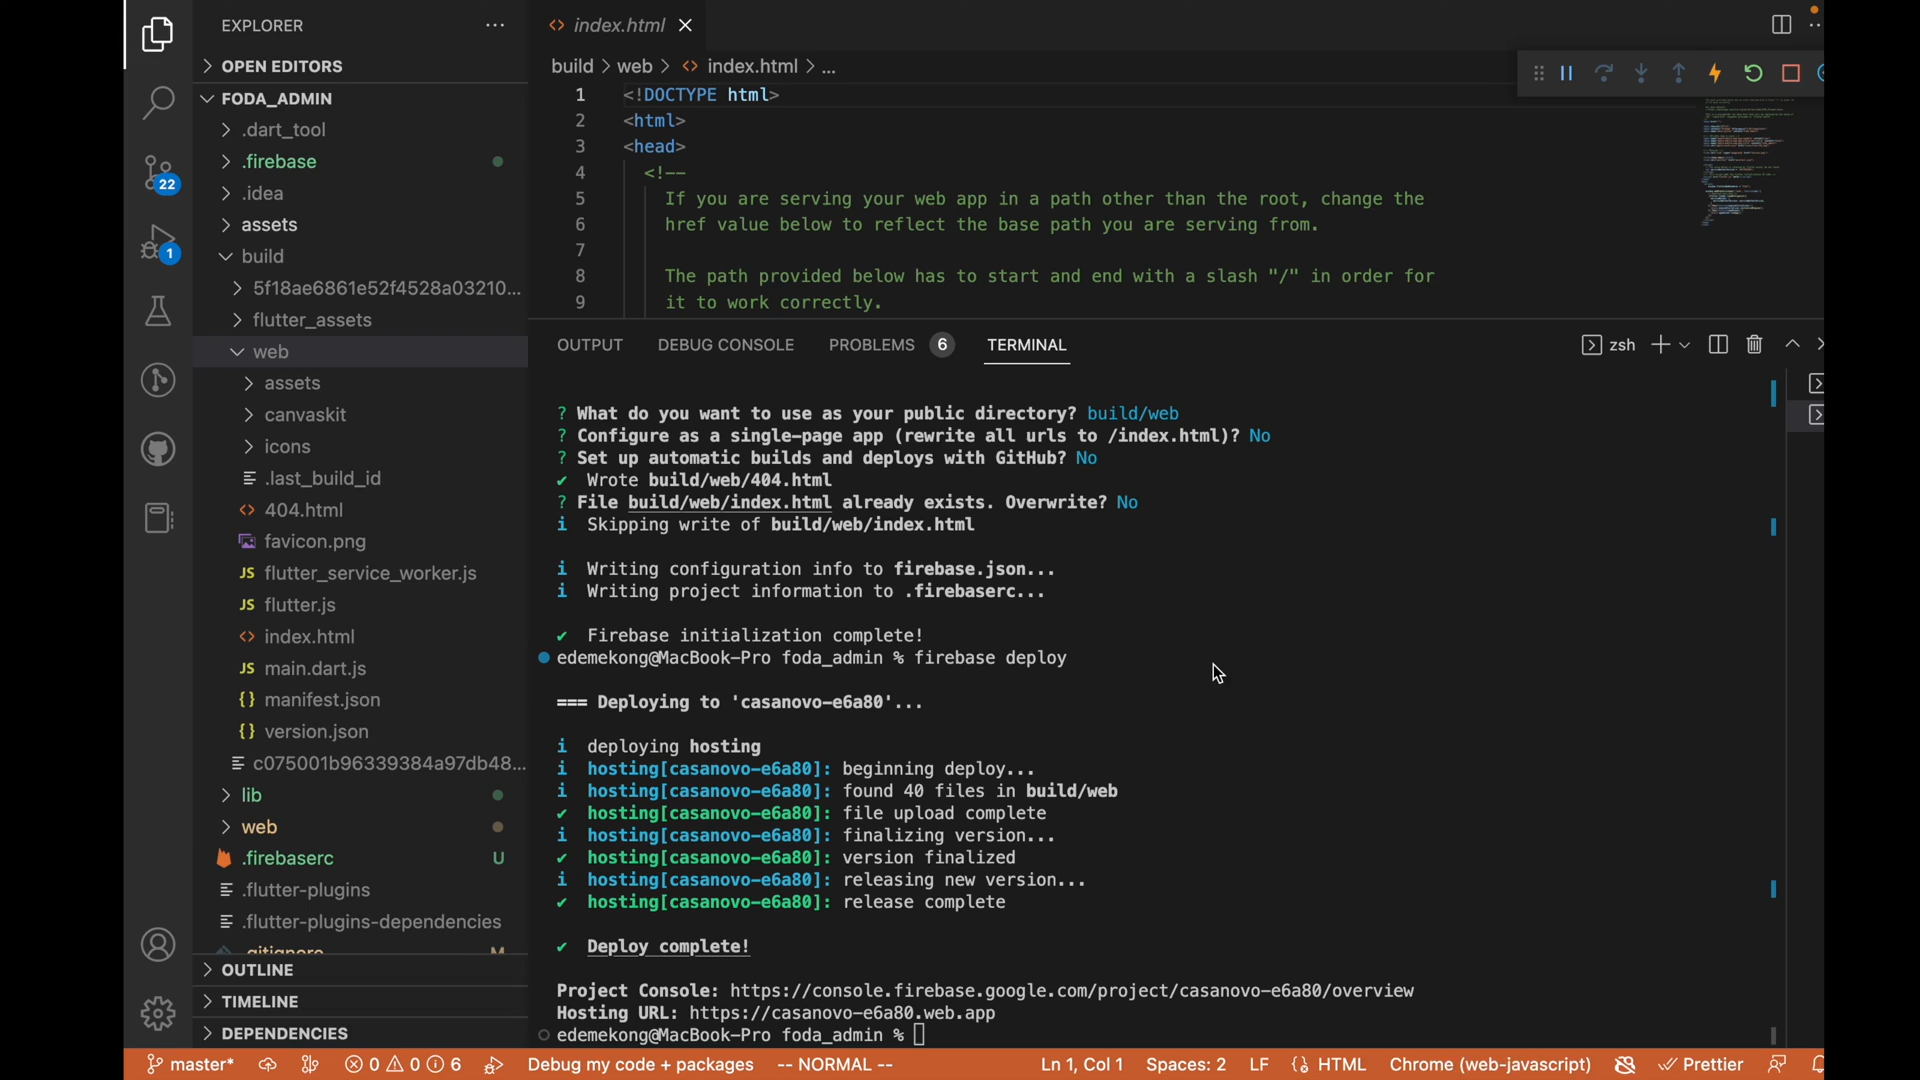 EXPLORER
OPEN EDITORS
FODA_ADMIN
.dart_tool
.firebase
.idea
assets
build
5f18ae6861e52f4528a03210...
flutter_assets
web
assets
canvaskit
icons
.last_build_id
404.html
favicon.png
JS flutter_service_worker.js
JS flutter.js
index.html
JS main.dart.js
{} manifest.json
{} version.json
c075001b96339384a97db48...
lib
web
.firebaserc U
.flutter-plugins
.flutter-plugins-dependencies
.gitignore M
OUTLINE
TIMELINE
DEPENDENCIES
22
1
<> index.html
build > web > <> index.html > ...
1 <!DOCTYPE html>
2 <html>
3 <head>
4 <!--
5 If you are serving your web app in a path other than the root, change the
6 href value below to reflect the base path you are serving from.
7
8 The path provided below has to start and end with a slash "/" in order for
9 it to work correctly.
OUTPUT DEBUG CONSOLE PROBLEMS 6 TERMINAL
zsh
? What do you want to use as your public directory? build/web
? Configure as a single-page app (rewrite all urls to /index.html)? No
? Set up automatic builds and deploys with GitHub? No
✔ Wrote build/web/404.html
? File build/web/index.html already exists. Overwrite? No
i Skipping write of build/web/index.html
i Writing configuration info to firebase.json...
i Writing project information to .firebaserc...
✔ Firebase initialization complete!
edemekong@MacBook-Pro foda_admin % firebase deploy
=== Deploying to 'casanovo-e6a80'...
i deploying hosting
i hosting[casanovo-e6a80]: beginning deploy...
i hosting[casanovo-e6a80]: found 40 files in build/web
✔ hosting[casanovo-e6a80]: file upload complete
i hosting[casanovo-e6a80]: finalizing version...
✔ hosting[casanovo-e6a80]: version finalized
i hosting[casanovo-e6a80]: releasing new version...
✔ hosting[casanovo-e6a80]: release complete
✔ Deploy complete!
Project Console: https://console.firebase.google.com/project/casanovo-e6a80/overview
Hosting URL: https://casanovo-e6a80.web.app
edemekong@MacBook-Pro foda_admin %
master* 0 0 6 Debug my code + packages -- NORMAL -- Ln 1, Col 1 Spaces: 2 LF {} HTML Chrome (web-javascript) Prettier